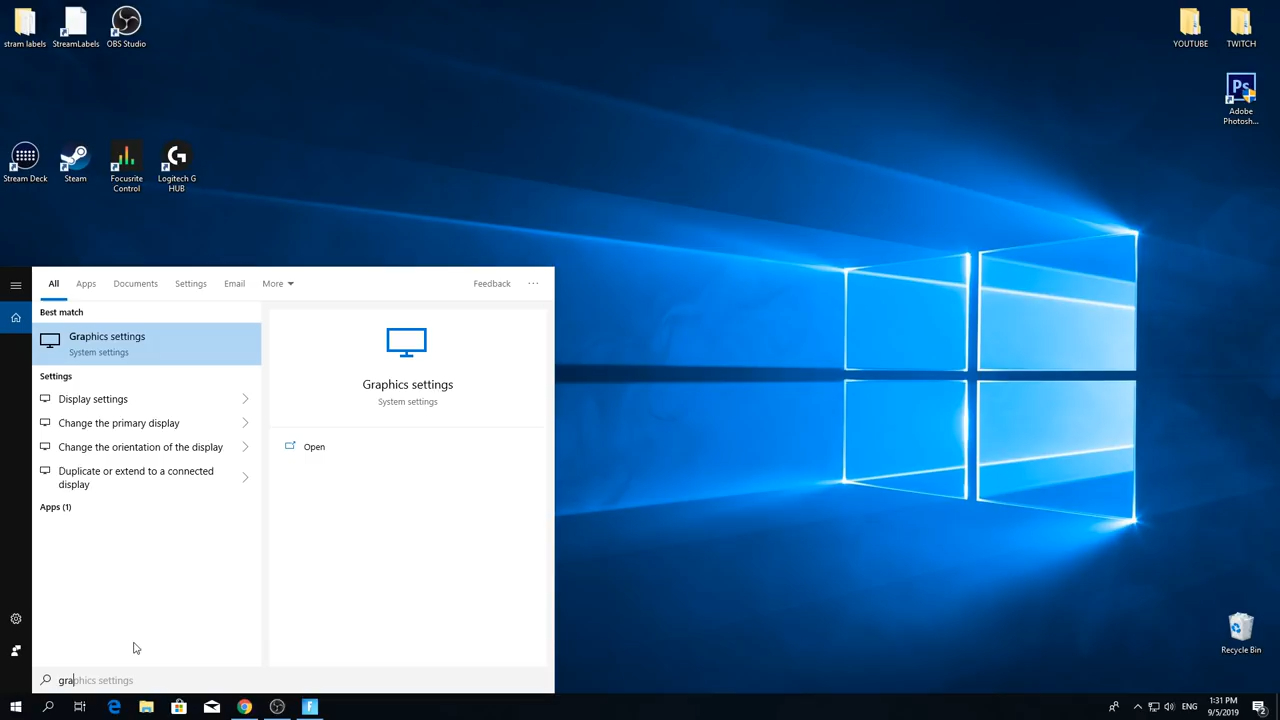 stram labels
StreamLabels
OBS Studio
YOUTUBE
TWITCH
Ps
Adobe
Photosh...
Stream Deck
Steam
Focusrite
Control
Logitech G
HUB
All
Apps
Documents
Settings
Email
More
Feedback
Best match
Graphics settings
System settings
Settings
Display settings
Change the primary display
Change the orientation of the display
Duplicate or extend to a connected
display
Apps (1)
Graphics settings
System settings
Open
Recycle Bin
graphics settings
ENG
1:31 PM
9/5/2019
2